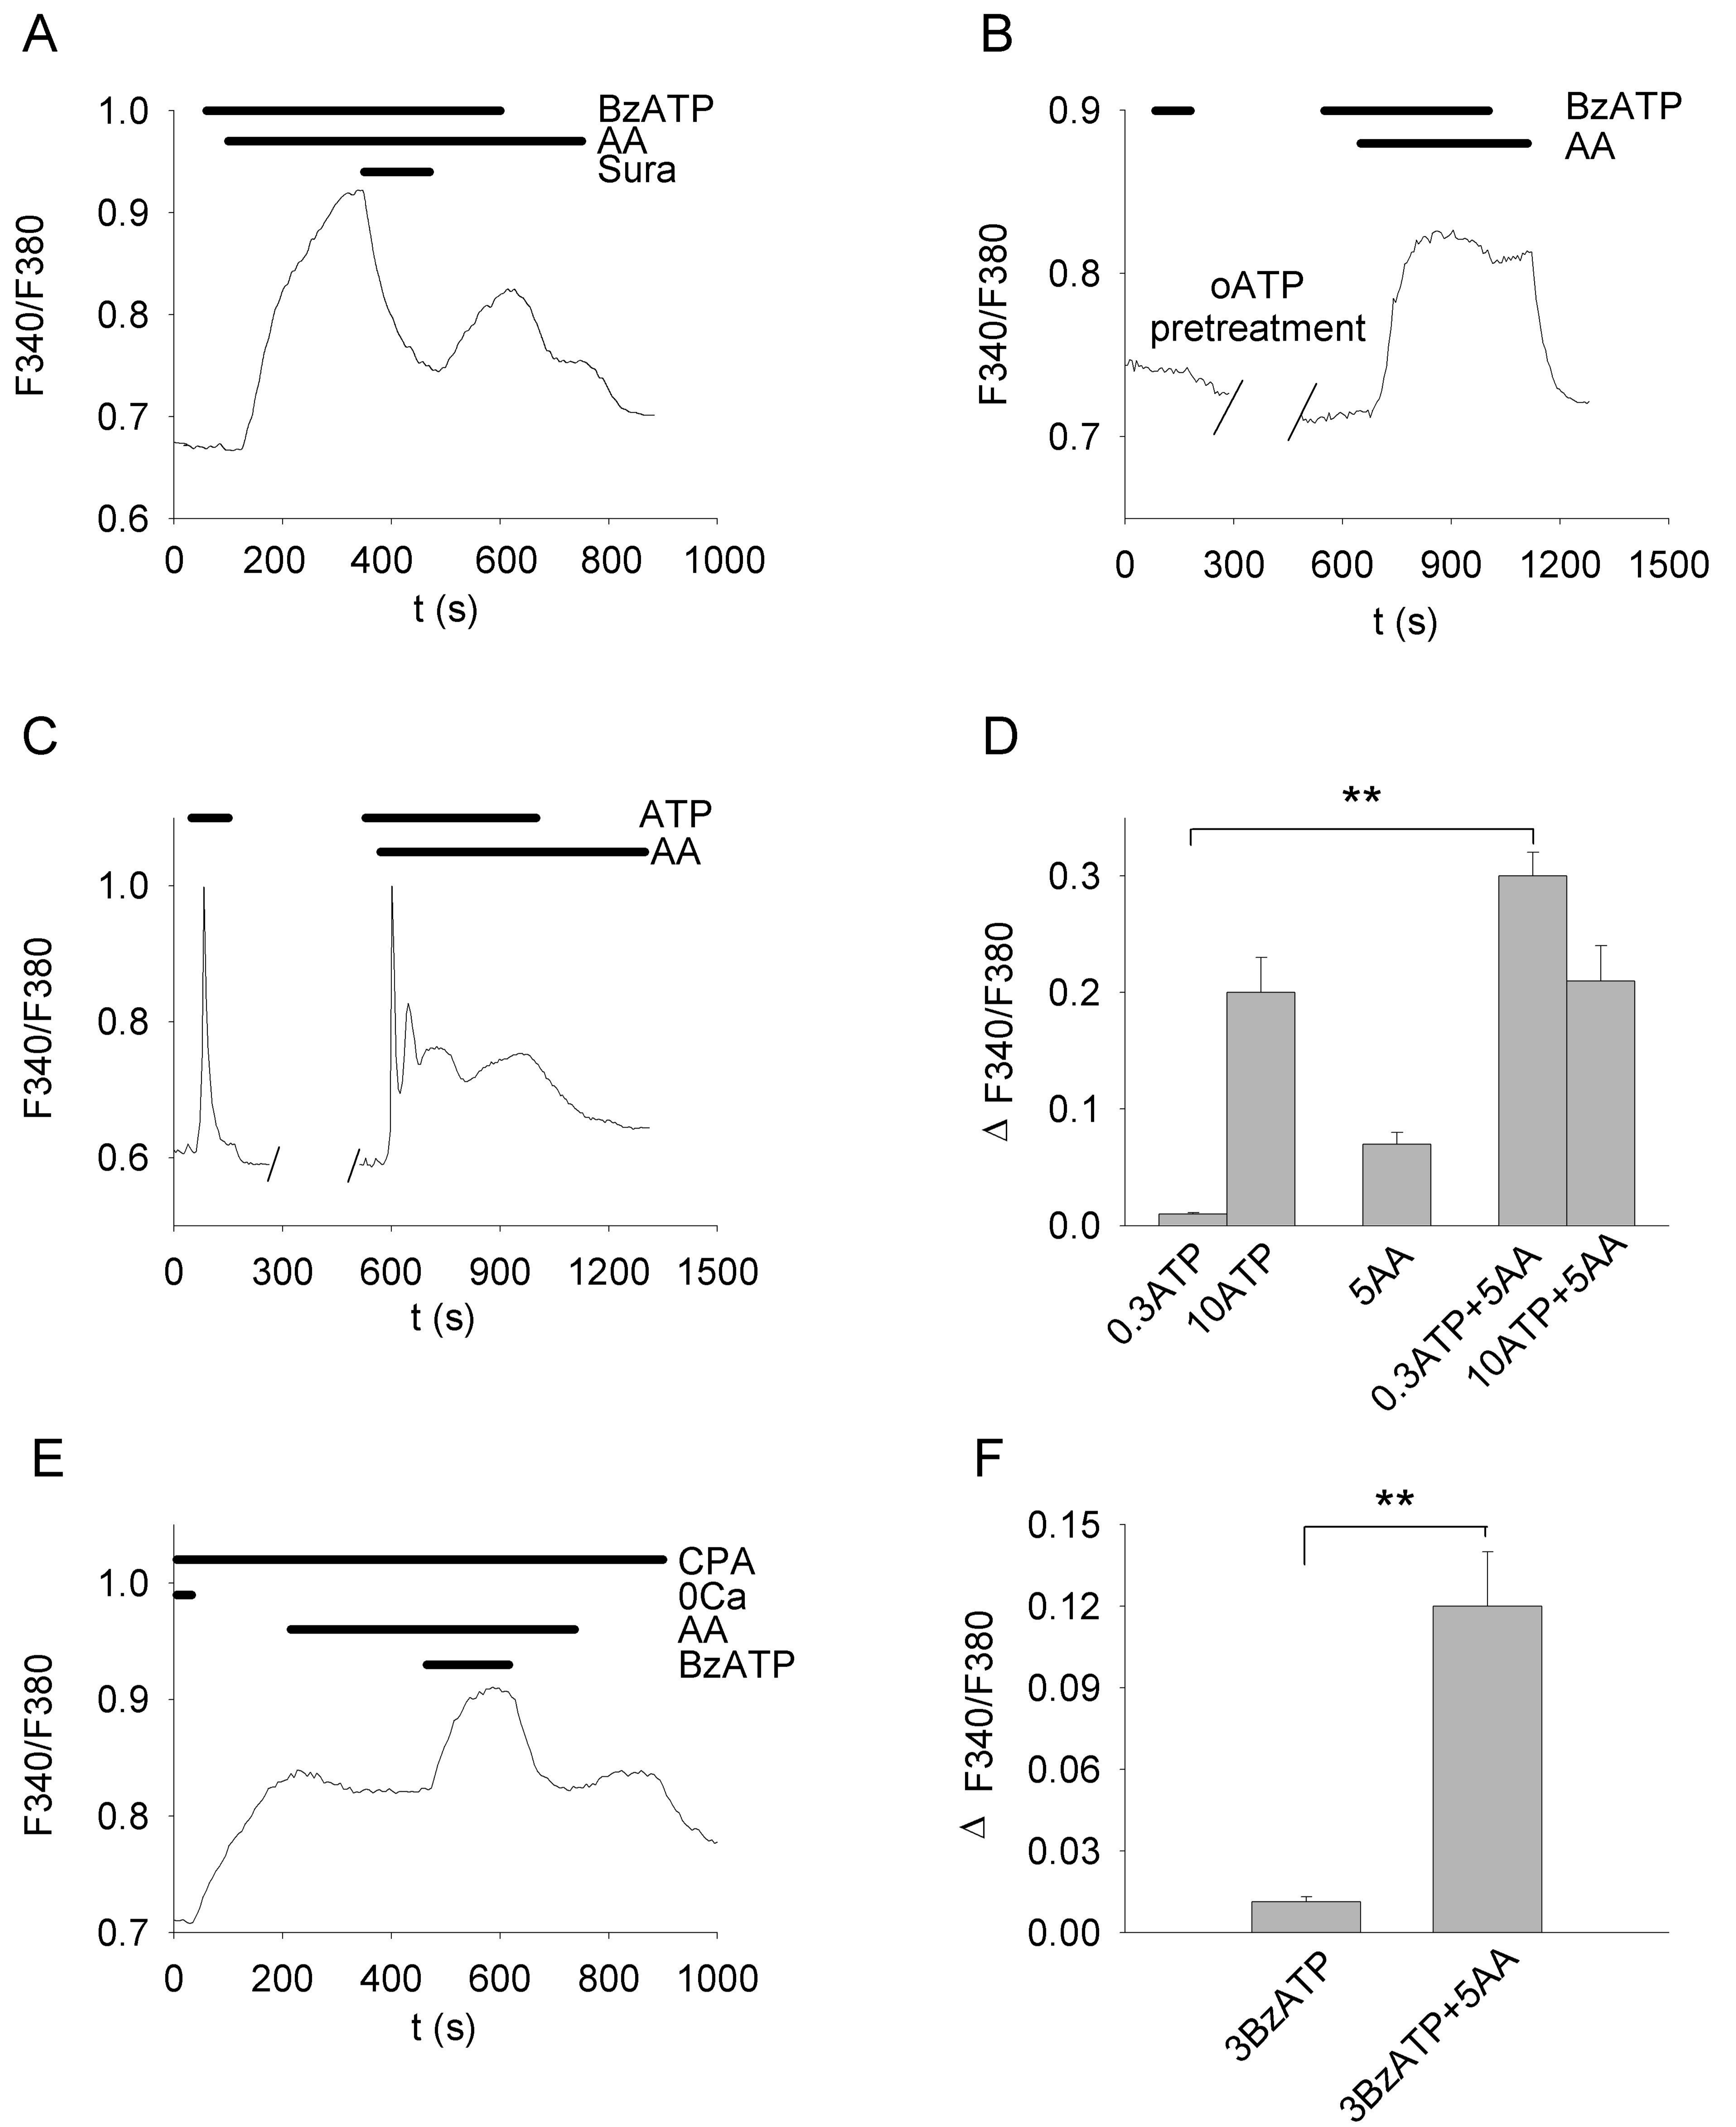 A
1.0
0.9
0.8
0.7
0.6
F340/F380
BzATP
AA
Sura
0 200 400 600 800 1000
t (s)
B
0.9
0.8
0.7
F340/F380
BzATP
AA
oATP
pretreatment
0 300 600 900 1200 1500
t (s)
C
ATP
AA
1.0
0.8
0.6
F340/F380
0 300 600 900 1200 1500
t (s)
D
**
0.3
0.2
0.1
0.0
Δ F340/F380
0.3ATP
10ATP
5AA
0.3ATP+5AA
10ATP+5AA
E
CPA
0Ca
AA
BzATP
1.0
0.9
0.8
0.7
F340/F380
0 200 400 600 800 1000
t (s)
F
**
0.15
0.12
0.09
0.06
0.03
0.00
Δ F340/F380
3BzATP
3BzATP+5AA